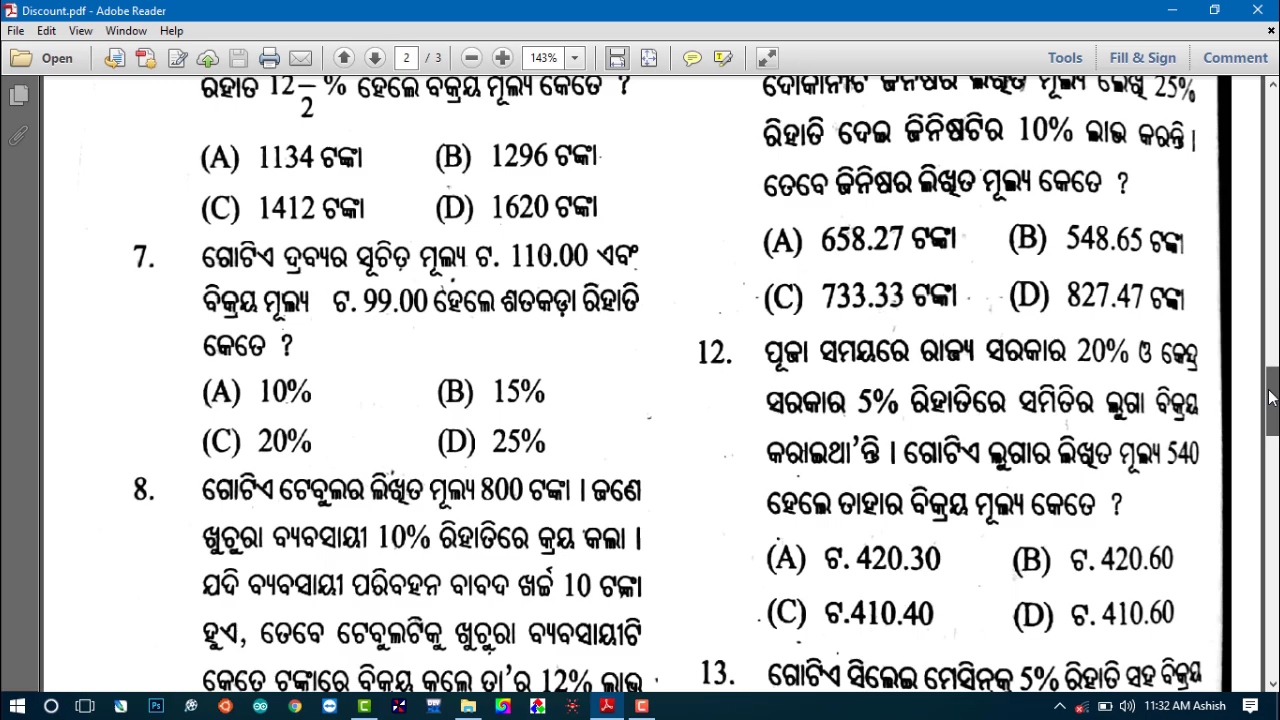 Discount.pdf - Adobe Reader
File Edit View Window Help
Open 2 / 3 143% Tools Fill & Sign Comment
ରିହାତି 12 1/2 % ହେଲେ ବିକ୍ରୟ ମୂଲ୍ୟ କେତେ ?
(A) 1134 ଟଙ୍କା (B) 1296 ଟଙ୍କା
(C) 1412 ଟଙ୍କା (D) 1620 ଟଙ୍କା
7. ଗୋଟିଏ ଦ୍ରବ୍ୟର ସୂଚିତ ମୂଲ୍ୟ ଟ. 110.00 ଏବଂ
ବିକ୍ରୟ ମୂଲ୍ୟ ଟ. 99.00 ହେଲେ ଶତକଡ଼ା ରିହାତି
କେତେ ?
(A) 10% (B) 15%
(C) 20% (D) 25%
8. ଗୋଟିଏ ଟେବୁଲର ଲିଖିତ ମୂଲ୍ୟ 800 ଟଙ୍କା । ଜଣେ
ଖୁଚୁରା ବ୍ୟବସାୟୀ 10% ରିହାତିରେ କ୍ରୟ କଲା ।
ଯଦି ବ୍ୟବସାୟୀ ପରିବହନ ବାବଦ ଖର୍ଚ୍ଚ 10 ଟଙ୍କା
ହୁଏ, ତେବେ ଟେବୁଲଟିକୁ ଖୁଚୁରା ବ୍ୟବସାୟୀଟି
କେତେ ଟଙ୍କାରେ ବିକ୍ରୟ କଲେ ତା'ର 12% ଲାଭ
ଦୋକାନୀଟି ଜିନିଷର ଲିଖିତ ମୂଲ୍ୟ ଲେଖି 25%
ରିହାତି ଦେଇ ଜିନିଷଟିର 10% ଲାଭ କରନ୍ତି ।
ତେବେ ଜିନିଷର ଲିଖିତ ମୂଲ୍ୟ କେତେ ?
(A) 658.27 ଟଙ୍କା (B) 548.65 ଟଙ୍କା
(C) 733.33 ଟଙ୍କା (D) 827.47 ଟଙ୍କା
12. ପୂଜା ସମୟରେ ରାଜ୍ୟ ସରକାର 20% ଓ କେନ୍ଦ୍ର
ସରକାର 5% ରିହାତିରେ ସମିତିର ଲୁଗା ବିକ୍ରୟ
କରାଇଥା'ନ୍ତି । ଗୋଟିଏ ଲୁଗାର ଲିଖିତ ମୂଲ୍ୟ 540
ହେଲେ ତାହାର ବିକ୍ରୟ ମୂଲ୍ୟ କେତେ ?
(A) ଟ. 420.30 (B) ଟ. 420.60
(C) ଟ.410.40 (D) ଟ. 410.60
13. ଗୋଟିଏ ସିଲେଇ ମେସିନ୍‌କୁ 5% ରିହାତି ସହ ବିକ୍ରୟ
11:32 AM Ashish